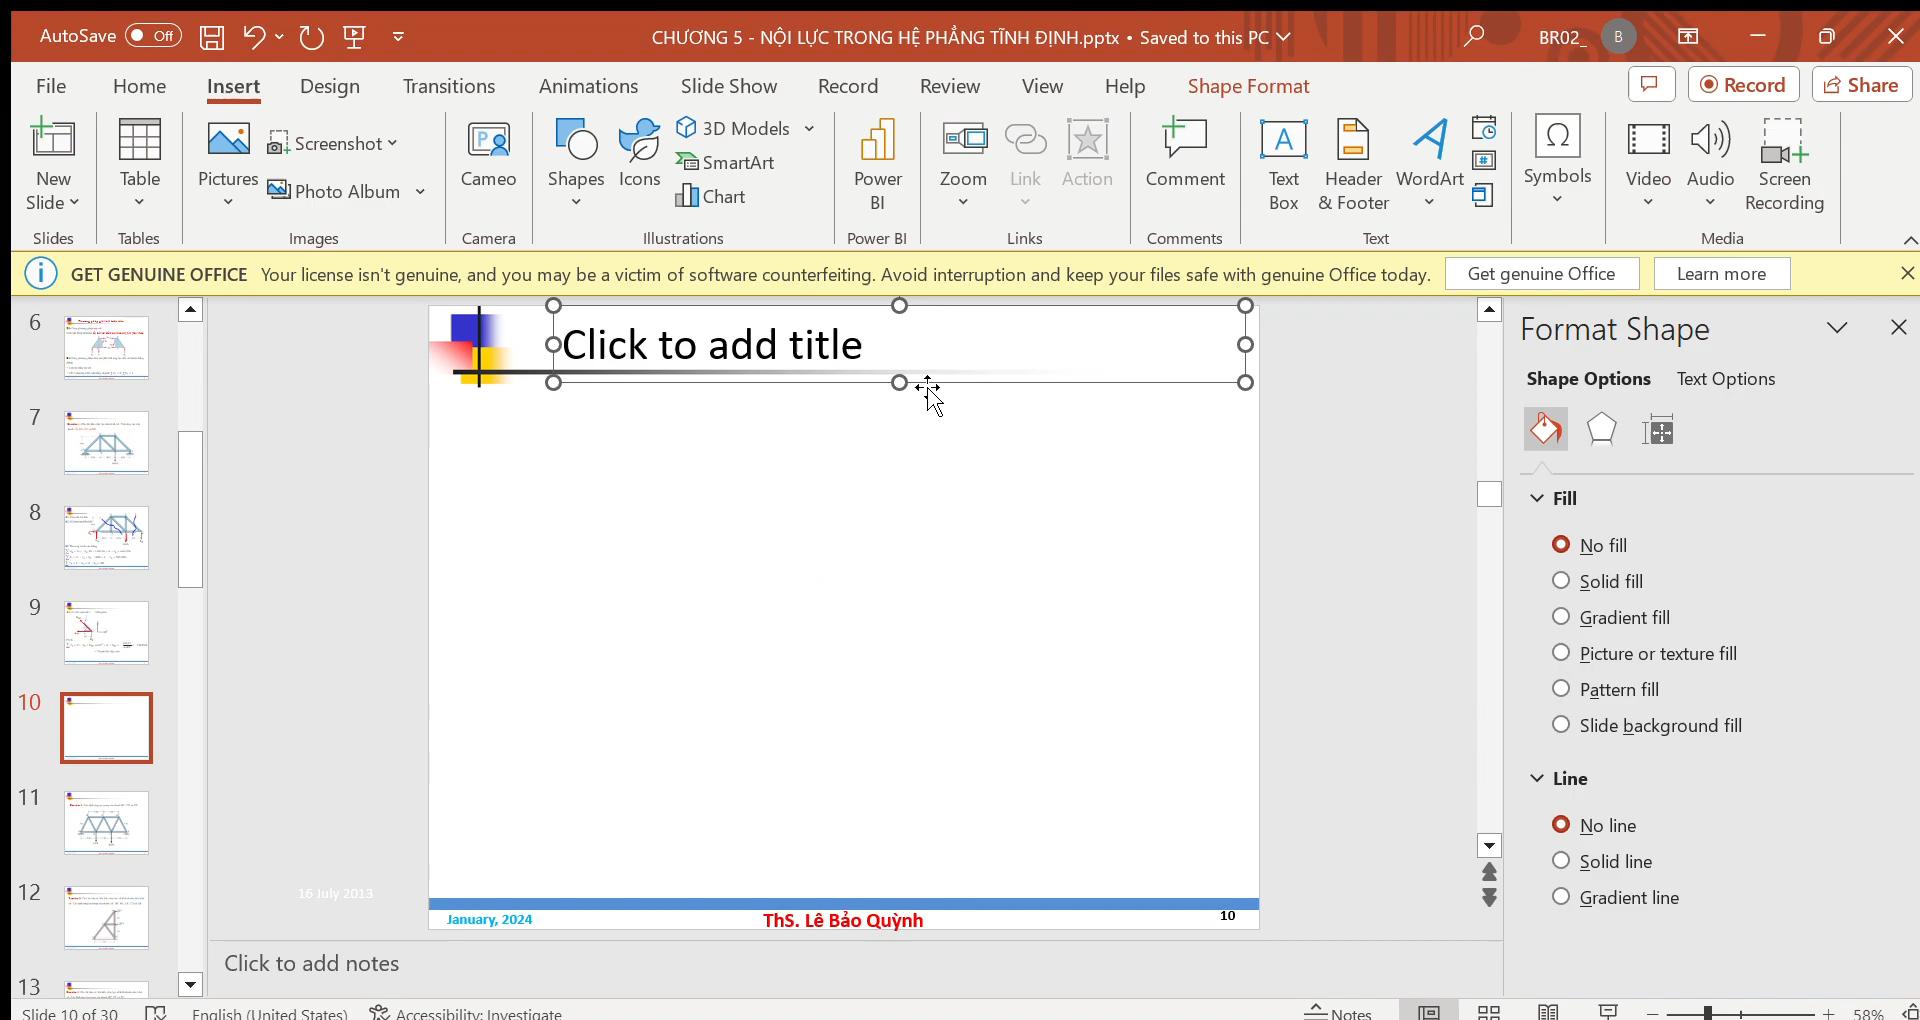 AutoSave Off
CHƯƠNG 5 - NỘI LỰC TRONG HỆ PHẲNG TĨNH ĐỊNH.pptx • Saved to this PC
BR02_ B
File Home Insert Design Transitions Animations Slide Show Record Review View Help Shape Format
Record Share
New Slide
Table
Pictures
Screenshot
Photo Album
Cameo
Shapes
Icons
3D Models
SmartArt
Chart
Power BI
Zoom
Link
Action
Comment
Text Box
Header & Footer
WordArt
Symbols
Video
Audio
Screen Recording
Slides Tables Images Camera Illustrations Power BI Links Comments Text Media
GET GENUINE OFFICE Your license isn't genuine, and you may be a victim of software counterfeiting. Avoid interruption and keep your files safe with genuine Office today. Get genuine Office Learn more
6
7
8
9
10
11
12
13
Click to add title
16 July 2013
January, 2024
ThS. Lê Bảo Quỳnh
10
Click to add notes
Format Shape
Shape Options Text Options
Fill
No fill
Solid fill
Gradient fill
Picture or texture fill
Pattern fill
Slide background fill
Line
No line
Solid line
Gradient line
Slide 10 of 30 English (United States) Accessibility: Investigate Notes 58%